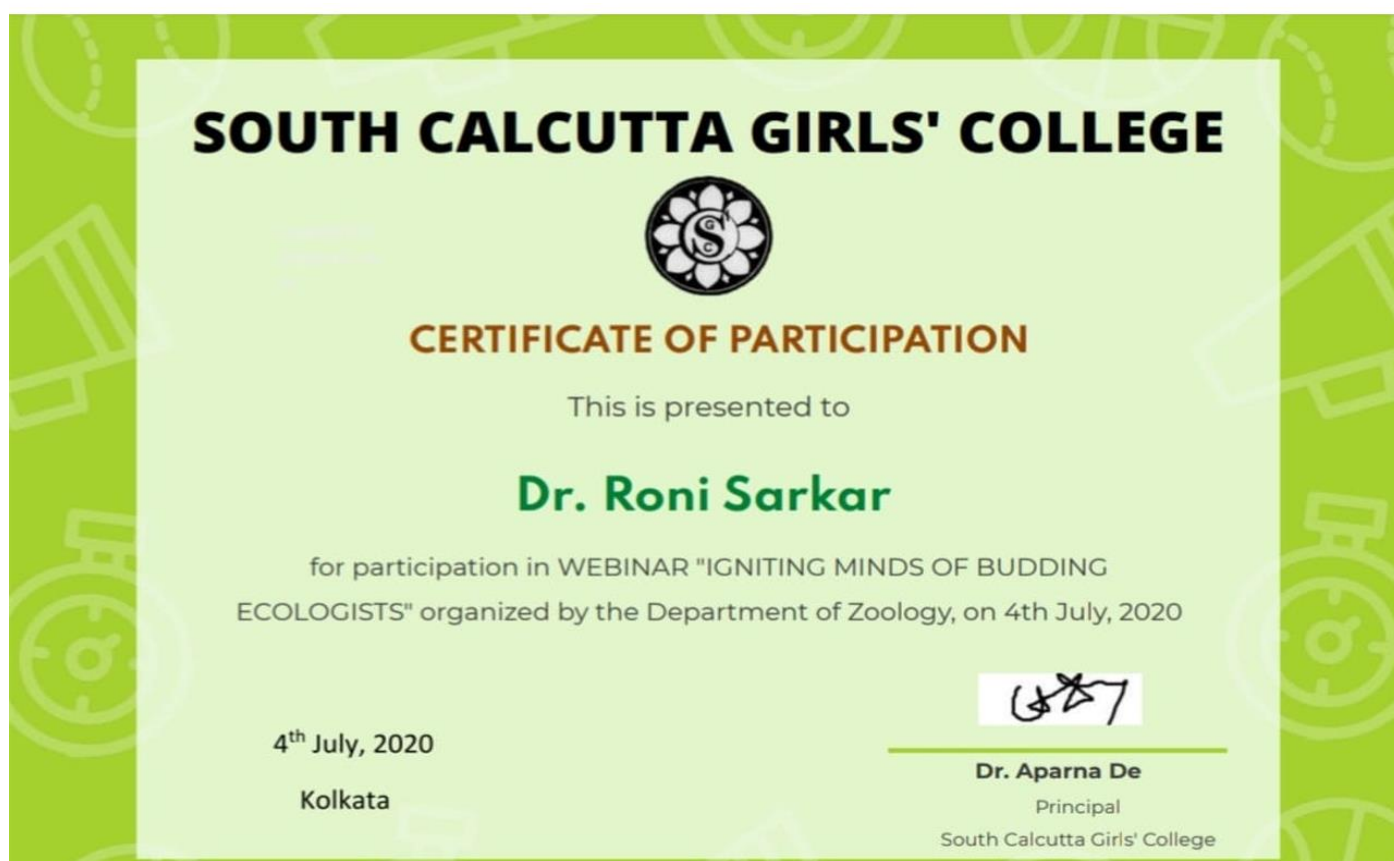 SOUTH CALCUTTA GIRLS' COLLEGE
S
G
C
CERTIFICATE OF PARTICIPATION
This is presented to
Dr. Roni Sarkar
for participation in WEBINAR "IGNITING MINDS OF BUDDING
ECOLOGISTS" organized by the Department of Zoology, on 4th July, 2020
4th July, 2020
Kolkata
Dr. Aparna De
Principal
South Calcutta Girls' College